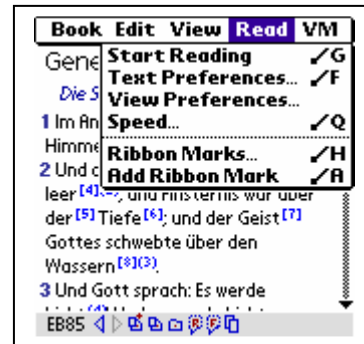 Book Edit View Read VM
Gene
Start Reading /G
Text Preferences... /F
Die S
View Preferences...
1 Im An
Speed... /Q
Himme
Ribbon Marks... /H
2 Und
Add Ribbon Mark /A
leer [4] und Finsternis war über
der [5] Tiefe [6]; und der Geist [7]
Gottes schwebte über den
Wassern [8](3).
3 Und Gott sprach: Es werde
EB85